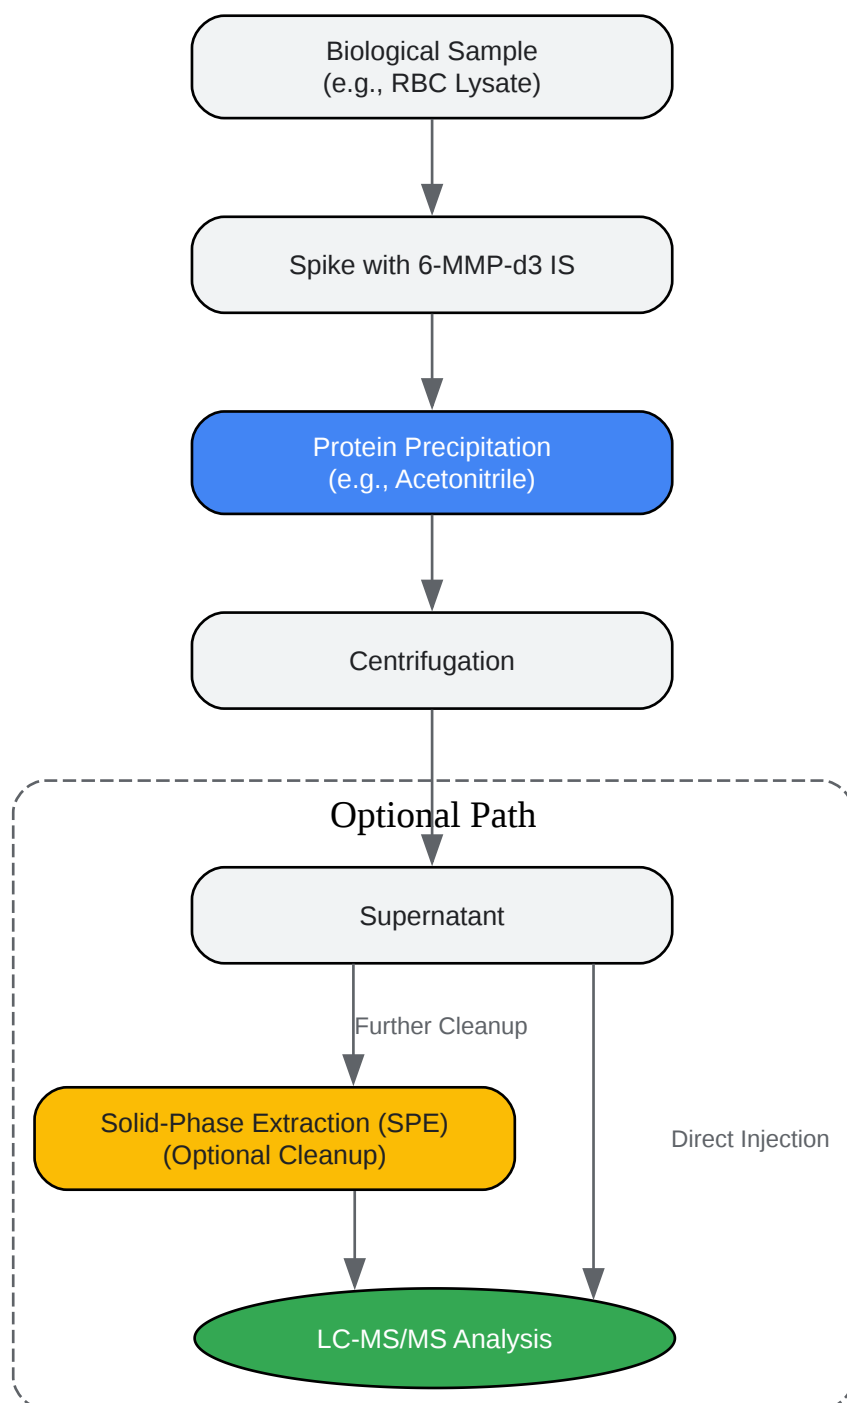 Biological Sample
(e.g., RBC Lysate)
Spike with 6-MMP-d3 IS
Protein Precipitation
(e.g., Acetonitrile)
Centrifugation
Optional Path
Supernatant
Further Cleanup
Solid-Phase Extraction (SPE)
(Optional Cleanup)
Direct Injection
LC-MS/MS Analysis